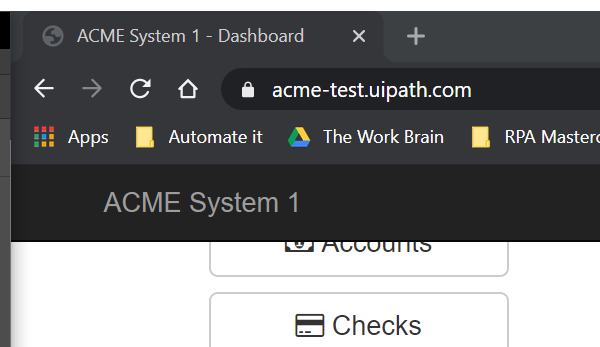 ACME System 1 - Dashboard
acme-test.uipath.com
Apps Automate it The Work Brain RPA Masterc
ACME System 1
Accounts
Checks